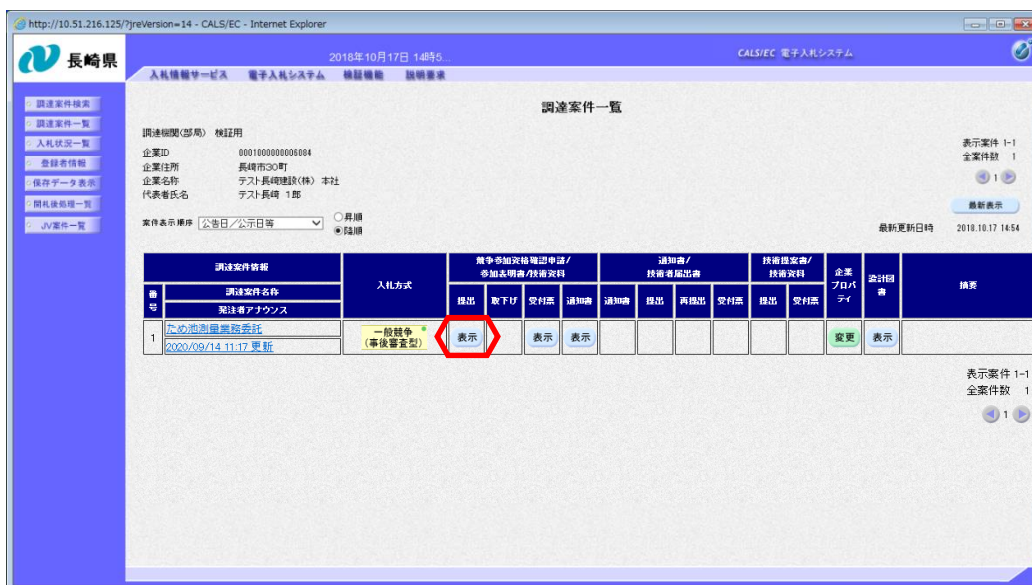 http://10.51.216.125/?jreVersion=14 - CALS/EC - Internet Explorer
長崎県
2018年10月17日 14時5...
CALS/EC 電子入札システム
入札情報サービス 電子入札システム 検証機能 説明要求
調達案件検索
調達案件一覧
入札状況一覧
登録者情報
保存データ表示
開札後処理一覧
JV案件一覧
調達案件一覧
調達機関(部局) 検証用
企業ID 0001000000006084
企業住所 長崎市30町
企業名称 テスト長崎建設(株) 本社
代表者氏名 テスト長崎 1郎
案件表示順序 公告日/公示日等
昇順
降順
表示案件 1-1
全案件数 1
1
最新表示
最新更新日時 2018.10.17 14:54
調達案件情報
番号
調達案件名称
発注者アナウンス
入札方式
競争参加資格確認申請/
参加表明書/技術資料
提出 取下げ 受付票 通知書
通知書/
技術者届出書
通知書 提出 再提出 受付票
技術提案書/
技術資料
提出 受付票
企業
プロパ
ティ
設計図
書
摘要
1
ため池測量業務委託
2020/09/14 11:17 更新
一般競争
(事後審査型)
表示 表示 表示 変更 表示
表示案件 1-1
全案件数 1
1